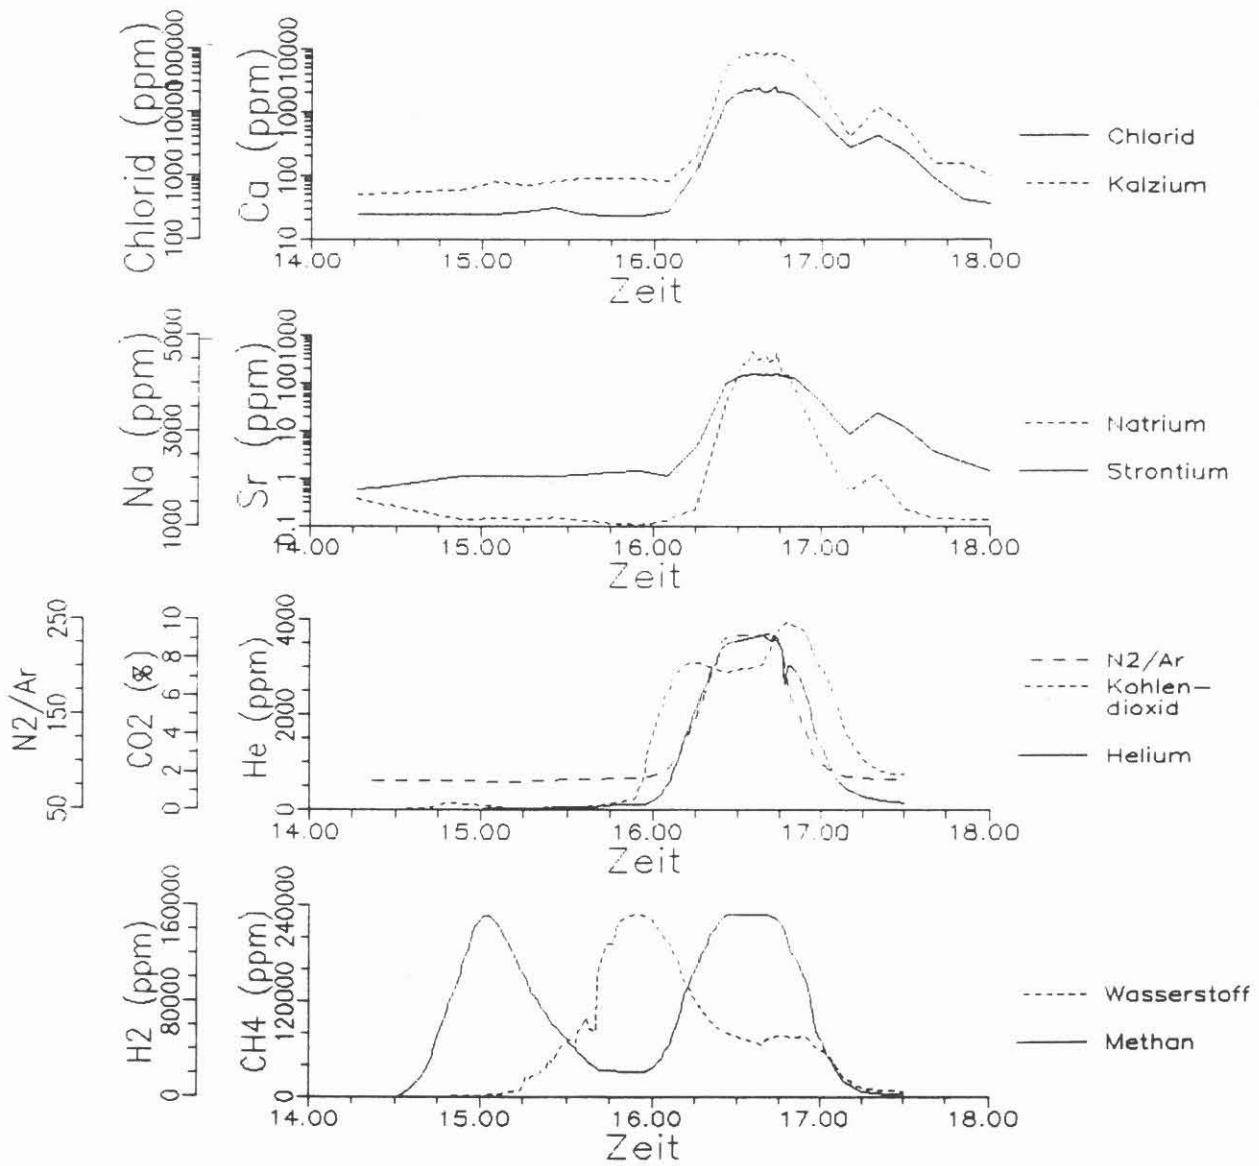 Chlorid (ppm)
100 1000 10000 100000
Ca (ppm)
10 100 1000 10000
14.00 15.00 16.00 17.00 18.00
Zeit
Chlorid
Kalzium
Na (ppm)
1000 3000 5000
Sr (ppm)
0.1 1 10 100 1000
14.00 15.00 16.00 17.00 18.00
Zeit
Natrium
Strontium
N2/Ar
50 150 250
CO2 (%)
0 2 4 6 8 10
He (ppm)
0 2000 4000
14.00 15.00 16.00 17.00 18.00
Zeit
N2/Ar
Kohlen-
dioxid
Helium
H2 (ppm)
0 80000 160000
CH4 (ppm)
0 120000 240000
14.00 15.00 16.00 17.00 18.00
Zeit
Wasserstoff
Methan